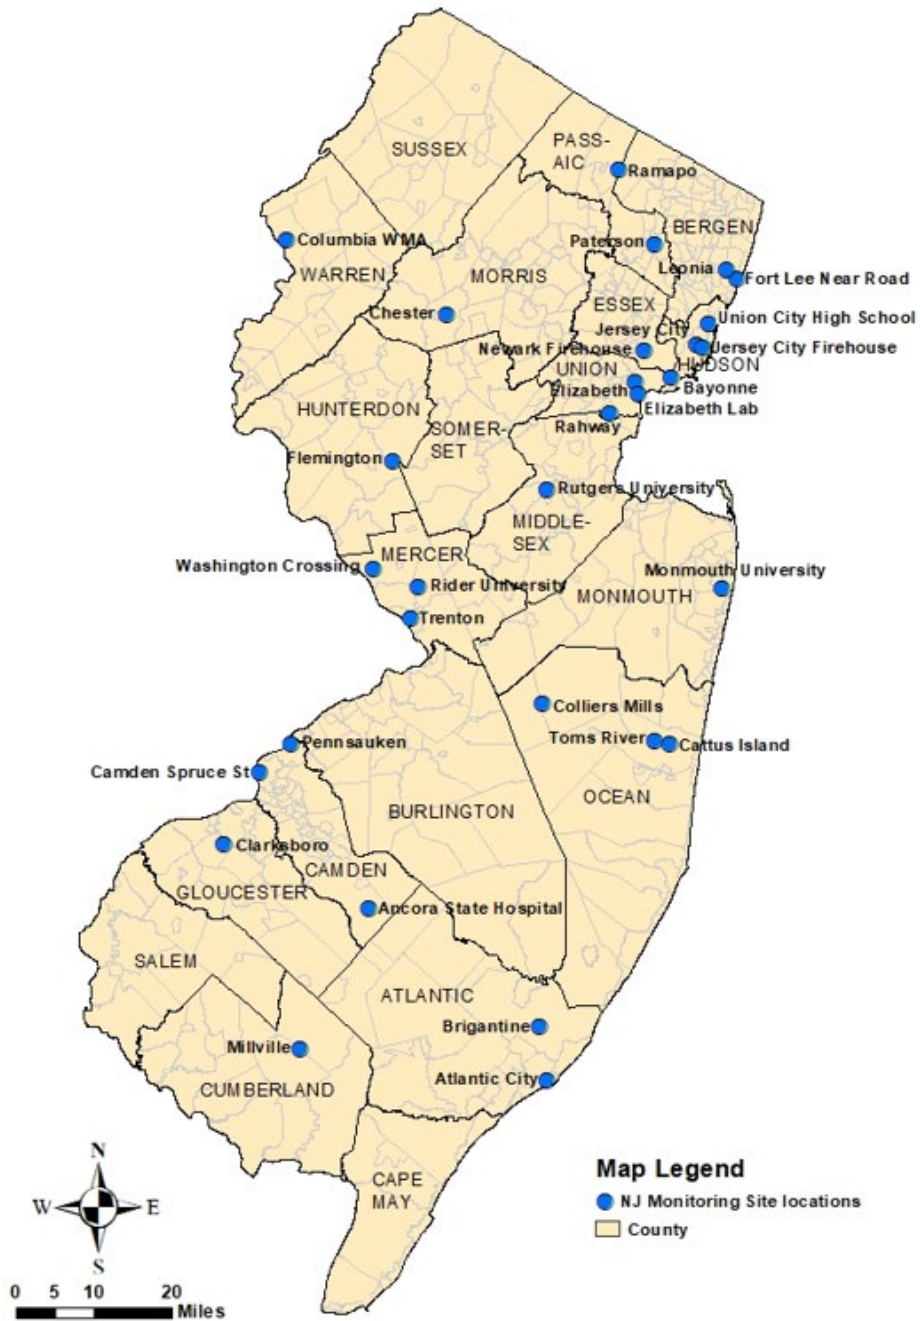 PASS-
AIC
SUSSEX
Ramapo
BERGEN
Columbia WMA
Paterson
WARREN
MORRIS
Leonia
Fort Lee Near Road
ESSEX
Chester
Union City High School
Jersey City
Newark Firehouse
Jersey City Firehouse
UNION
HUDSON
Elizabeth
Bayonne
HUNTERDON
Elizabeth Lab
Rahway
SOMER-
SET
Flemington
Rutgers University
MIDDLE-
SEX
MERCER
Washington Crossing
Monmouth University
Rider University
MONMOUTH
Trenton
Colliers Mills
Toms River
Cattus Island
Pennsauken
Camden Spruce St
OCEAN
BURLINGTON
Clarksboro
CAMDEN
GLOUCESTER
Ancora State Hospital
SALEM
ATLANTIC
Brigantine
Millville
Atlantic City
CUMBERLAND
CAPE
MAY
N
W E
S
Map Legend
NJ Monitoring Site locations
County
0 5 10 20
Miles